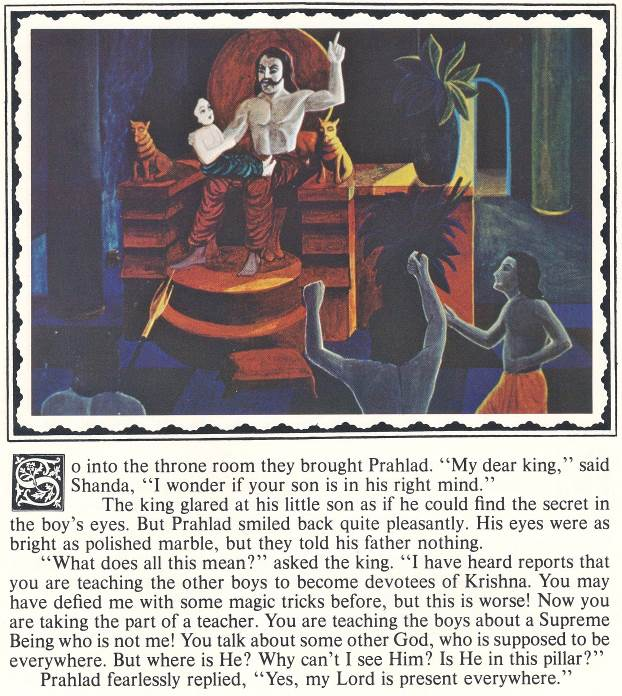 So into the throne room they brought Prahlad. “My dear king,” said
Shanda, “I wonder if your son is in his right mind.”
The king glared at his little son as if he could find the secret in
the boy’s eyes. But Prahlad smiled back quite pleasantly. His eyes were as
bright as polished marble, but they told his father nothing.
“What does all this mean?” asked the king. “I have heard reports that
you are teaching the other boys to become devotees of Krishna. You may
have defied me with some magic tricks before, but this is worse! Now you
are taking the part of a teacher. You are teaching the boys about a Supreme
Being who is not me! You talk about some other God, who is supposed to be
everywhere. But where is He? Why can’t I see Him? Is He in this pillar?”
Prahlad fearlessly replied, “Yes, my Lord is present everywhere.”